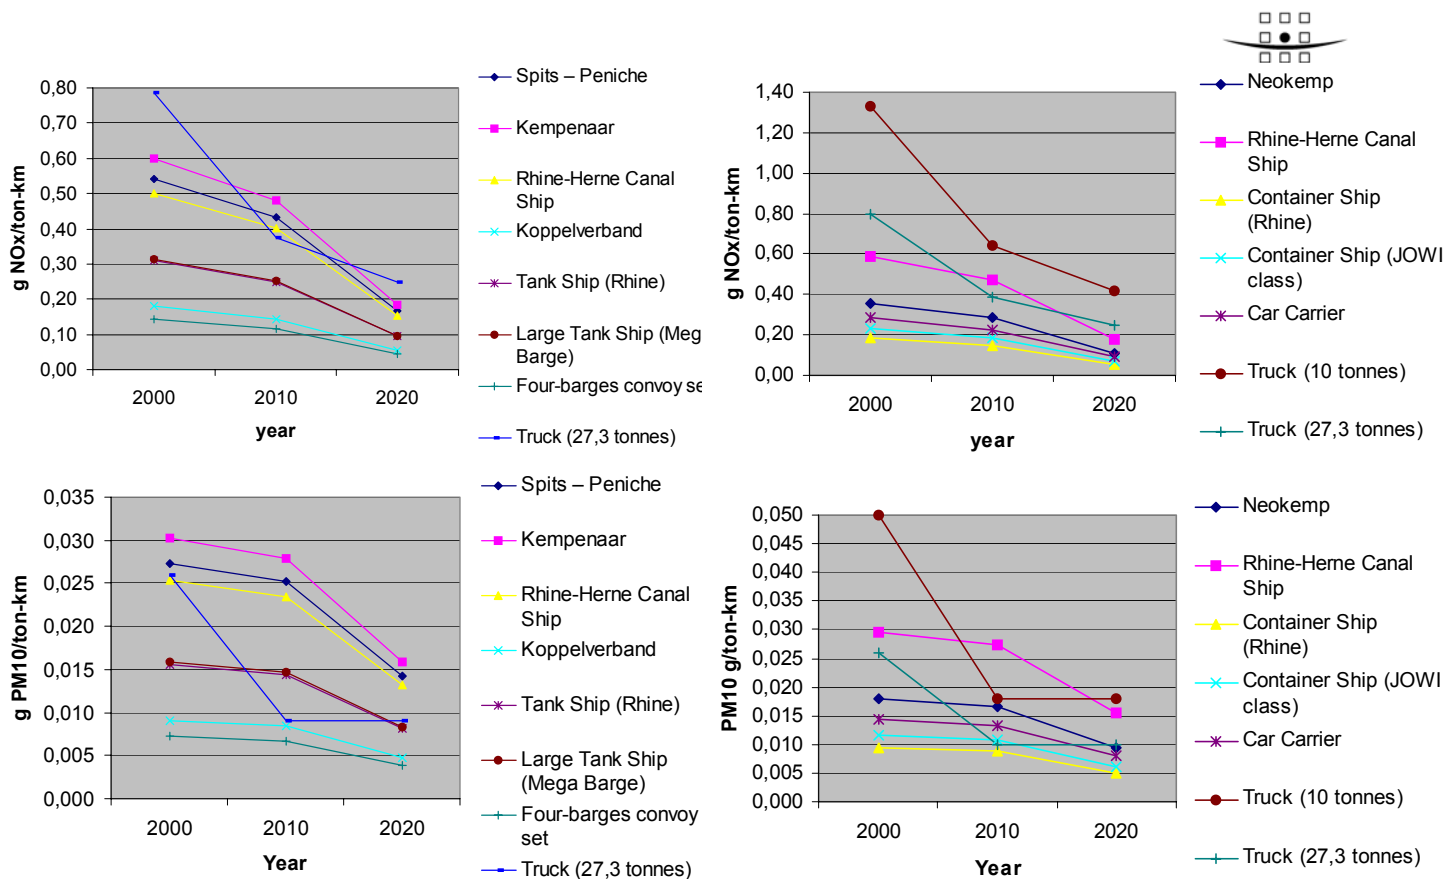 0,80
0,70
0,60
0,50
0,40
0,30
0,20
0,10
0,00
g NOx/ton-km
2000 2010 2020
year
Spits – Peniche
Kempenaar
Rhine-Herne Canal
Ship
Koppelverband
Tank Ship (Rhine)
Large Tank Ship (Meg
Barge)
Four-barges convoy se
Truck (27,3 tonnes)
1,40
1,20
1,00
0,80
0,60
0,40
0,20
0,00
g NOx/ton-km
2000 2010 2020
year
Neokemp
Rhine-Herne Canal
Ship
Container Ship
(Rhine)
Container Ship (JOWI
class)
Car Carrier
Truck (10 tonnes)
Truck (27,3 tonnes)
0,035
0,030
0,025
0,020
0,015
0,010
0,005
0,000
g PM10/ton-km
2000 2010 2020
Year
Spits – Peniche
Kempenaar
Rhine-Herne Canal
Ship
Koppelverband
Tank Ship (Rhine)
Large Tank Ship
(Mega Barge)
Four-barges convoy
set
Truck (27,3 tonnes)
0,050
0,045
0,040
0,035
0,030
0,025
0,020
0,015
0,010
0,005
0,000
PM10 g/ton-km
2000 2010 2020
Year
Neokemp
Rhine-Herne Canal
Ship
Container Ship
(Rhine)
Container Ship (JOWI
class)
Car Carrier
Truck (10 tonnes)
Truck (27,3 tonnes)